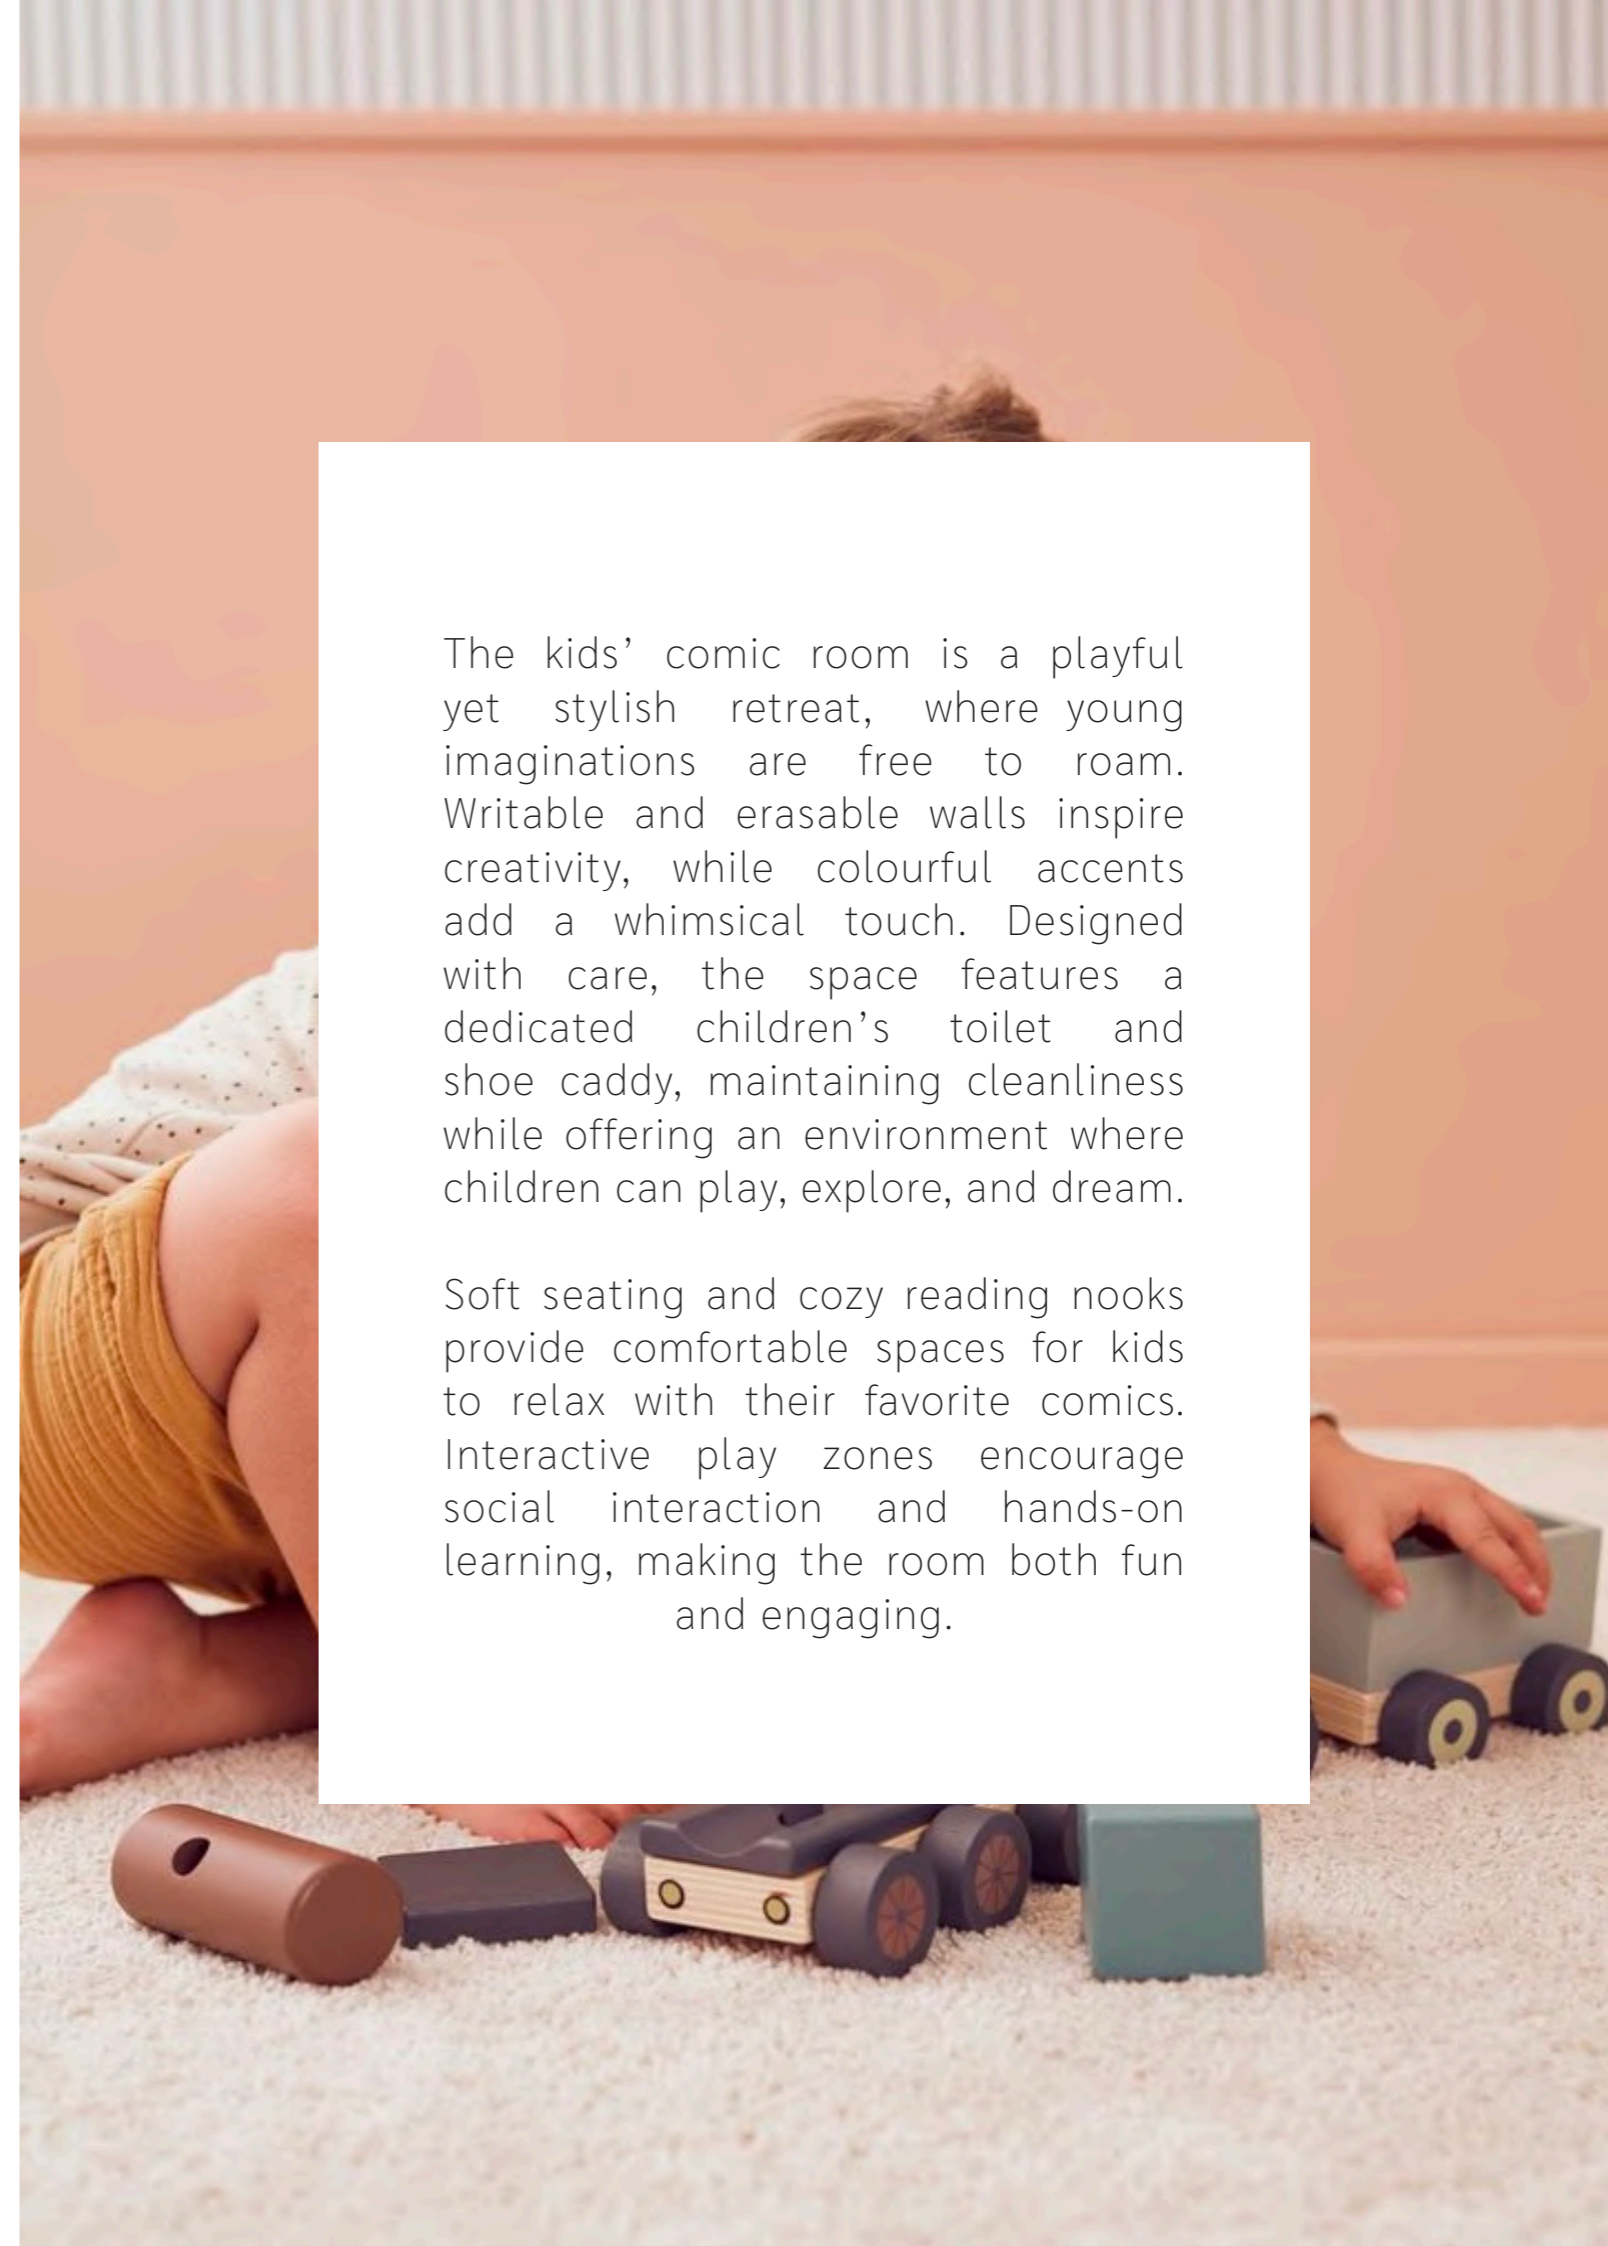 The kids’ comic room is a playful
yet stylish retreat, where young
imaginations are free to roam.
Writable and erasable walls inspire
creativity, while colourful accents
add a whimsical touch. Designed
with care, the space features a
dedicated children’s toilet and
shoe caddy, maintaining cleanliness
while offering an environment where
children can play, explore, and dream.
Soft seating and cozy reading nooks
provide comfortable spaces for kids
to relax with their favorite comics.
Interactive play zones encourage
social interaction and hands-on
learning, making the room both fun
and engaging.